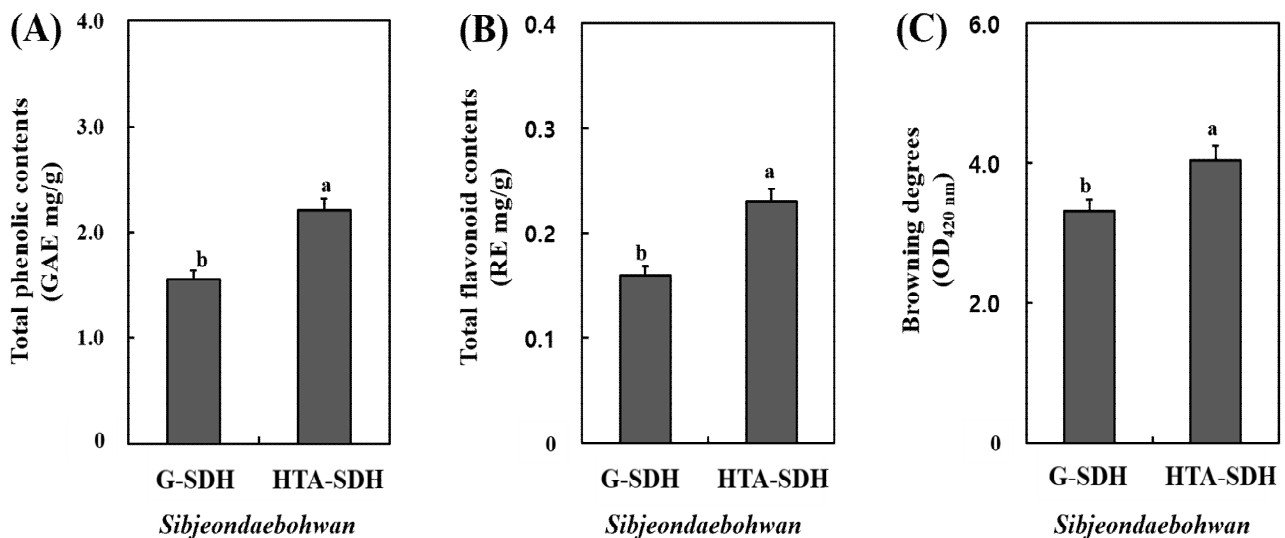 (A)
Total phenolic contents
(GAE mg/g)
4.0
3.0
2.0
1.0
0
b
a
G-SDH HTA-SDH
Sibjeondaebohwan
(B)
Total flavonoid contents
(RE mg/g)
0.4
0.3
0.2
0.1
0
b
a
G-SDH HTA-SDH
Sibjeondaebohwan
(C)
Browning degrees
(OD420 nm)
6.0
4.0
2.0
0
b
a
G-SDH HTA-SDH
Sibjeondaebohwan